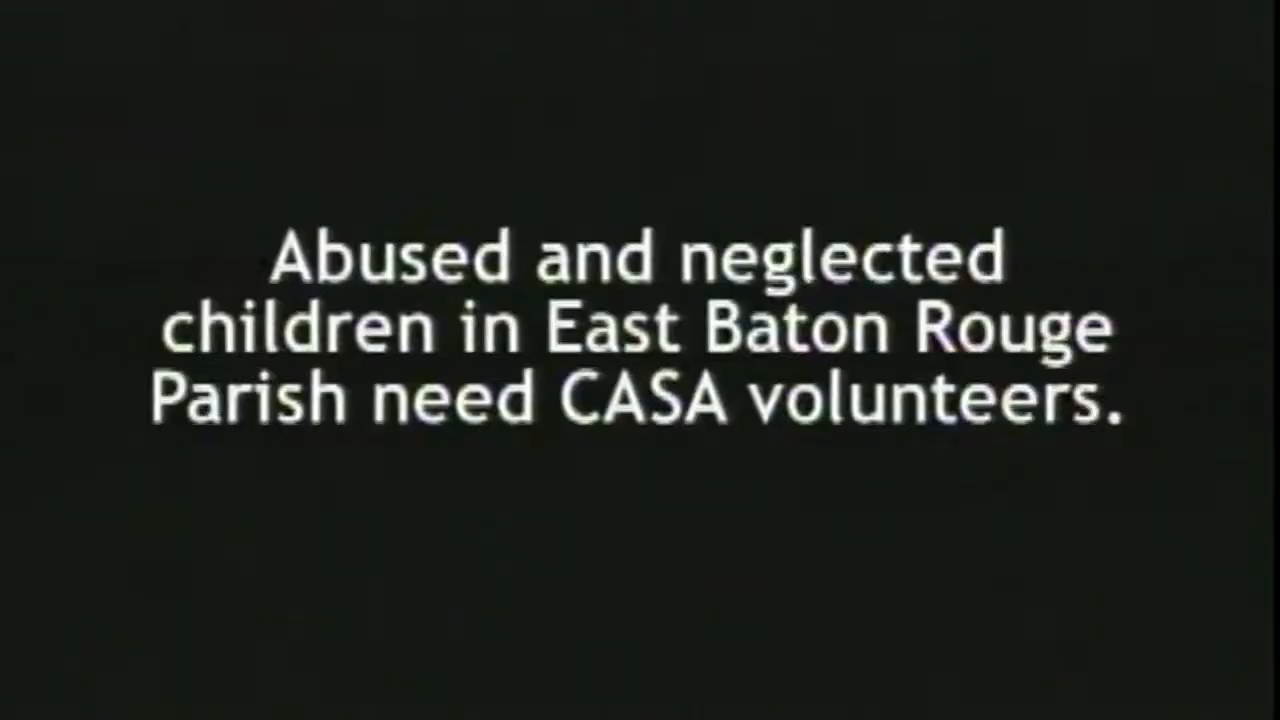 Abused and neglected
children in East Baton Rouge
Parish need CASA volunteers.